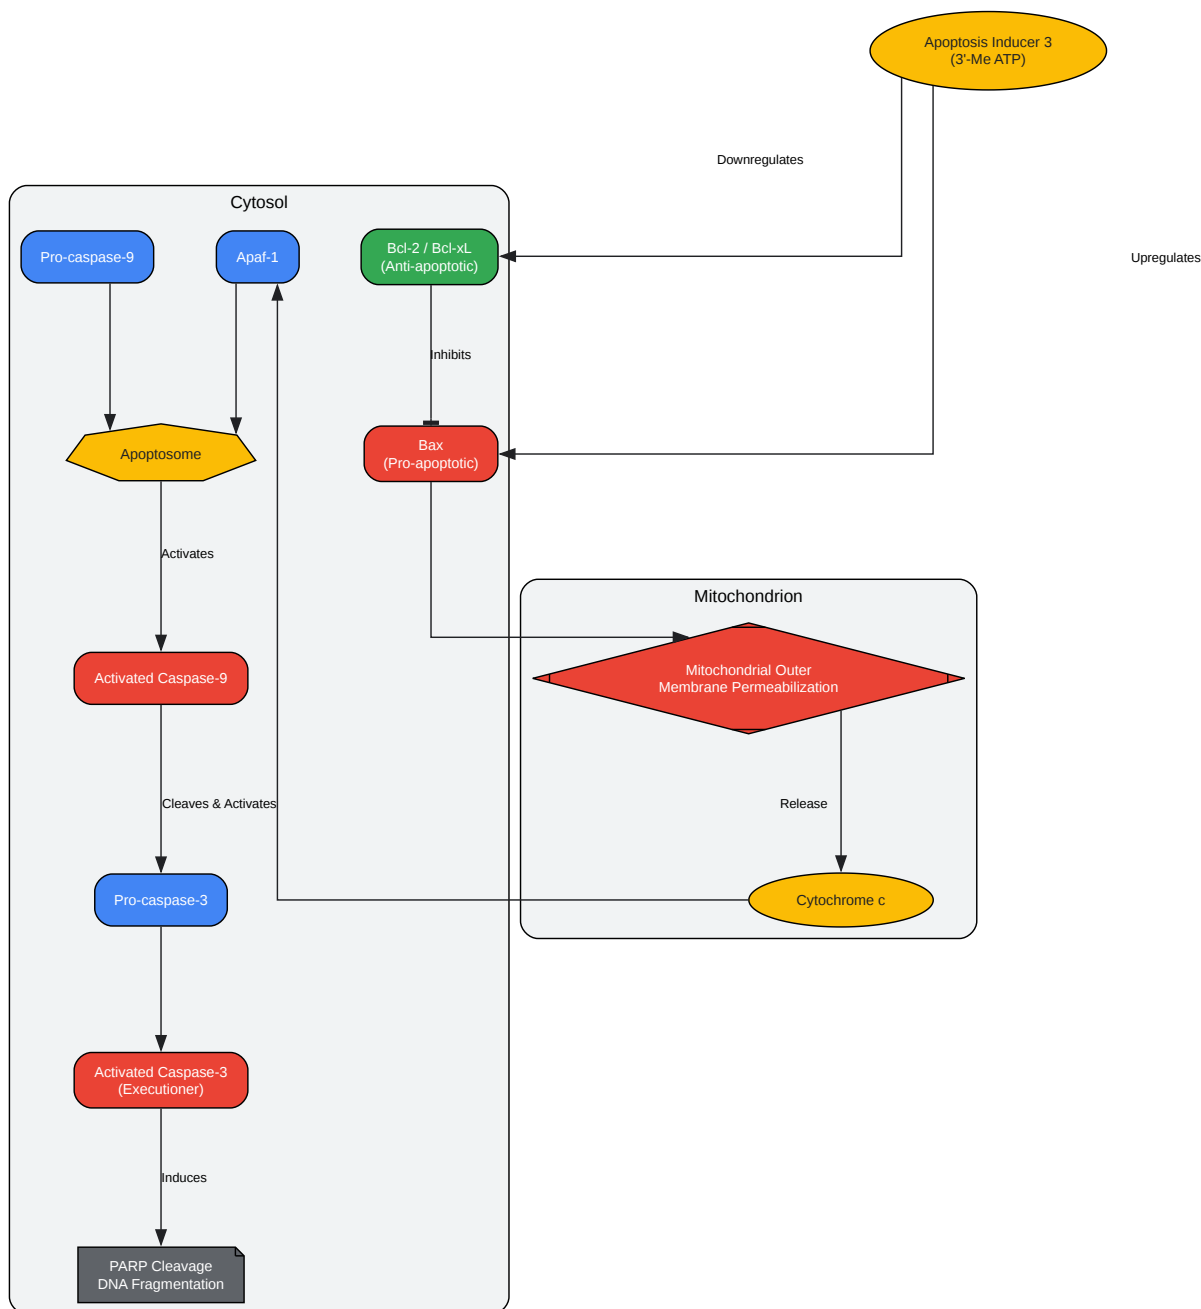 Apoptosis Inducer 3
(3'-Me ATP)
Downregulates
Upregulates
Cytosol
Pro-caspase-9
Apaf-1
Bcl-2 / Bcl-xL
(Anti-apoptotic)
Inhibits
Apoptosome
Bax
(Pro-apoptotic)
Activates
Mitochondrion
Activated Caspase-9
Mitochondrial Outer
Membrane Permeabilization
Cleaves & Activates
Release
Pro-caspase-3
Cytochrome c
Activated Caspase-3
(Executioner)
Induces
PARP Cleavage
DNA Fragmentation